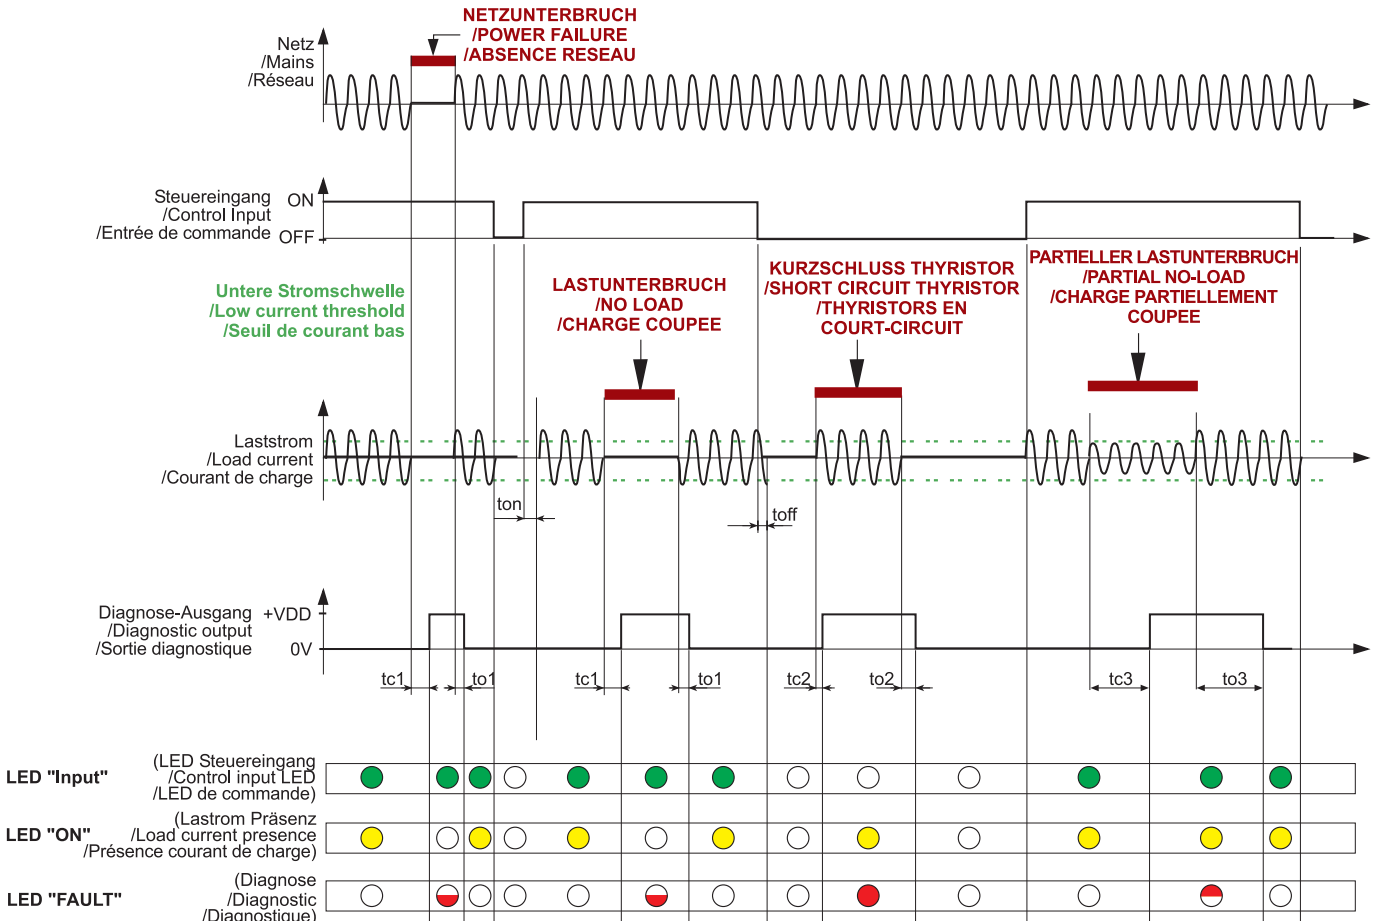 NETZUNTERBRUCH
/POWER FAILURE
/ABSENCE RESEAU
Netz
/Mains
/Réseau
Steuereingang
/Control Input
/Entrée de commande
ON
OFF
Untere Stromschwelle
/Low current threshold
/Seuil de courant bas
LASTUNTERBRUCH
/NO LOAD
/CHARGE COUPEE
KURZSCHLUSS THYRISTOR
/SHORT CIRCUIT THYRISTOR
/THYRISTORS EN
COURT-CIRCUIT
PARTIELLER LASTUNTERBRUCH
/PARTIAL NO-LOAD
/CHARGE PARTIELLEMENT
COUPEE
Laststrom
/Load current
/Courant de charge
ton
toff
Diagnose-Ausgang
/Diagnostic output
/Sortie diagnostique
+VDD
0V
tc1
to1
tc1
to1
tc2
to2
tc3
to3
LED "Input"
(LED Steuereingang
/Control input LED
/LED de commande)
LED "ON"
(Lastrom Präsenz
/Load current presence
/Présence courant de charge)
LED "FAULT"
(Diagnose
/Diagnostic
/Diagnostique)